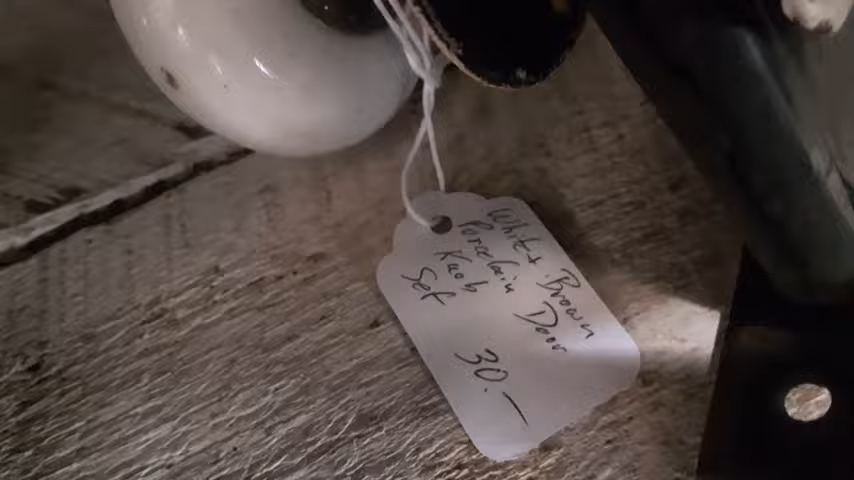 White + Brown
Porcelain Door
Knob
Set
30.—